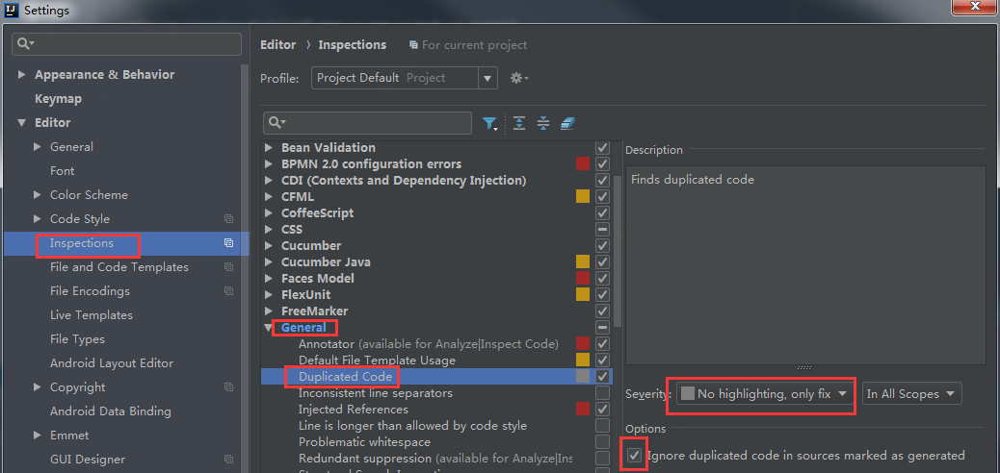 IJ Settings
Appearance & Behavior
Keymap
Editor
General
Font
Color Scheme
Code Style
Inspections
File and Code Templates
File Encodings
Live Templates
File Types
Android Layout Editor
Copyright
Android Data Binding
Emmet
GUI Designer
Editor › Inspections For current project
Profile: Project Default Project
Bean Validation
BPMN 2.0 configuration errors
CDI (Contexts and Dependency Injection)
CFML
CoffeeScript
CSS
Cucumber
Cucumber Java
Faces Model
FlexUnit
FreeMarker
General
Annotator (available for Analyze|Inspect Code)
Default File Template Usage
Duplicated Code
Inconsistent line separators
Injected References
Line is longer than allowed by code style
Problematic whitespace
Redundant suppression (available for Analyze|Ins
Description
Finds duplicated code
Severity: No highlighting, only fix In All Scopes
Options
Ignore duplicated code in sources marked as generated